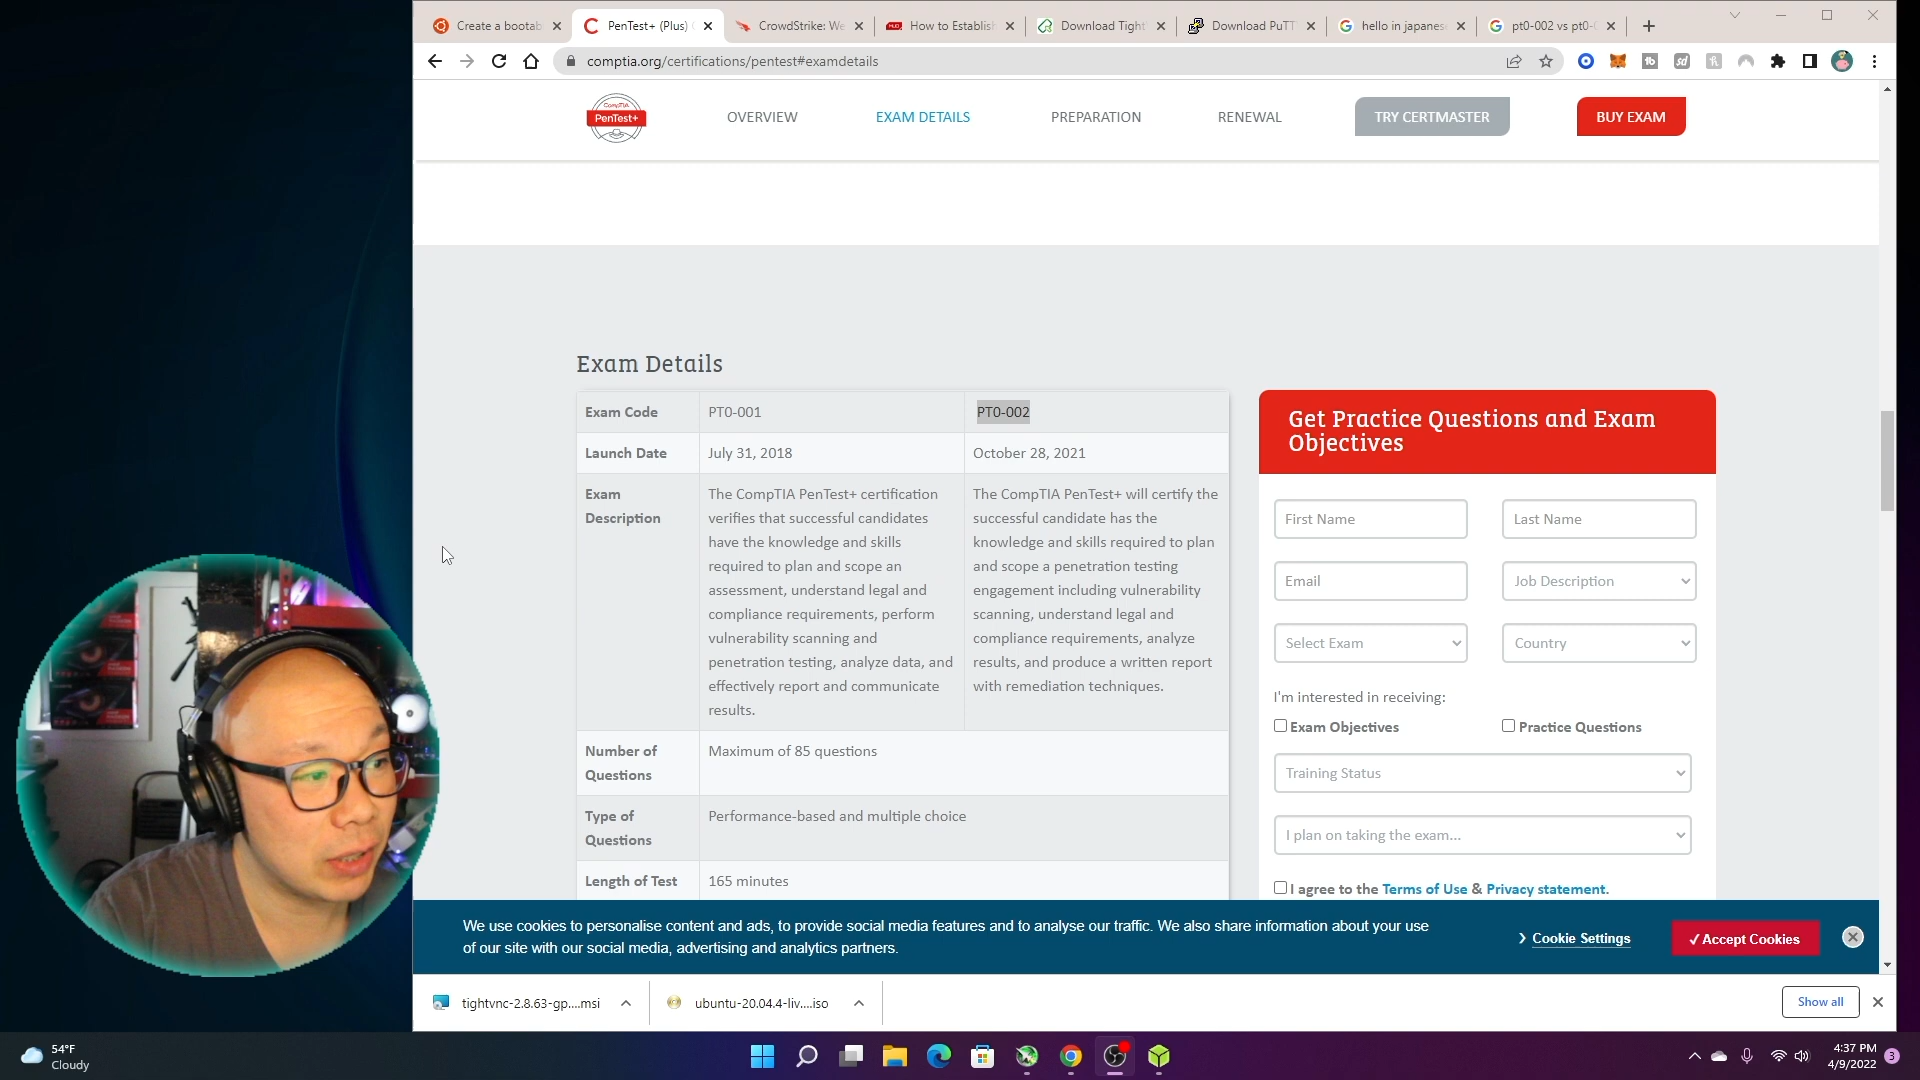 Create a bootab
PenTest+ (Plus)
CrowdStrike: We
How to Establish
Download Tight
Download PuTT
hello in japanese
pt0-002 vs pt0-
comptia.org/certifications/pentest#examdetails
CompTIA
PenTest+
OVERVIEW
EXAM DETAILS
PREPARATION
RENEWAL
TRY CERTMASTER
BUY EXAM
Exam Details
Exam Code
PT0-001
PT0-002
Launch Date
July 31, 2018
October 28, 2021
Exam
Description
The CompTIA PenTest+ certification
verifies that successful candidates
have the knowledge and skills
required to plan and scope an
assessment, understand legal and
compliance requirements, perform
vulnerability scanning and
penetration testing, analyze data, and
effectively report and communicate
results.
The CompTIA PenTest+ will certify the
successful candidate has the
knowledge and skills required to plan
and scope a penetration testing
engagement including vulnerability
scanning, understand legal and
compliance requirements, analyze
results, and produce a written report
with remediation techniques.
Number of
Questions
Maximum of 85 questions
Type of
Questions
Performance-based and multiple choice
Length of Test
165 minutes
Get Practice Questions and Exam
Objectives
First Name
Last Name
Email
Job Description
Select Exam
Country
I'm interested in receiving:
Exam Objectives
Practice Questions
Training Status
I plan on taking the exam...
I agree to the Terms of Use & Privacy statement.
We use cookies to personalise content and ads, to provide social media features and to analyse our traffic. We also share information about your use
of our site with our social media, advertising and analytics partners.
Cookie Settings
✓ Accept Cookies
tightvnc-2.8.63-gp....msi
ubuntu-20.04.4-liv....iso
Show all
54°F
Cloudy
4:37 PM
4/9/2022
3